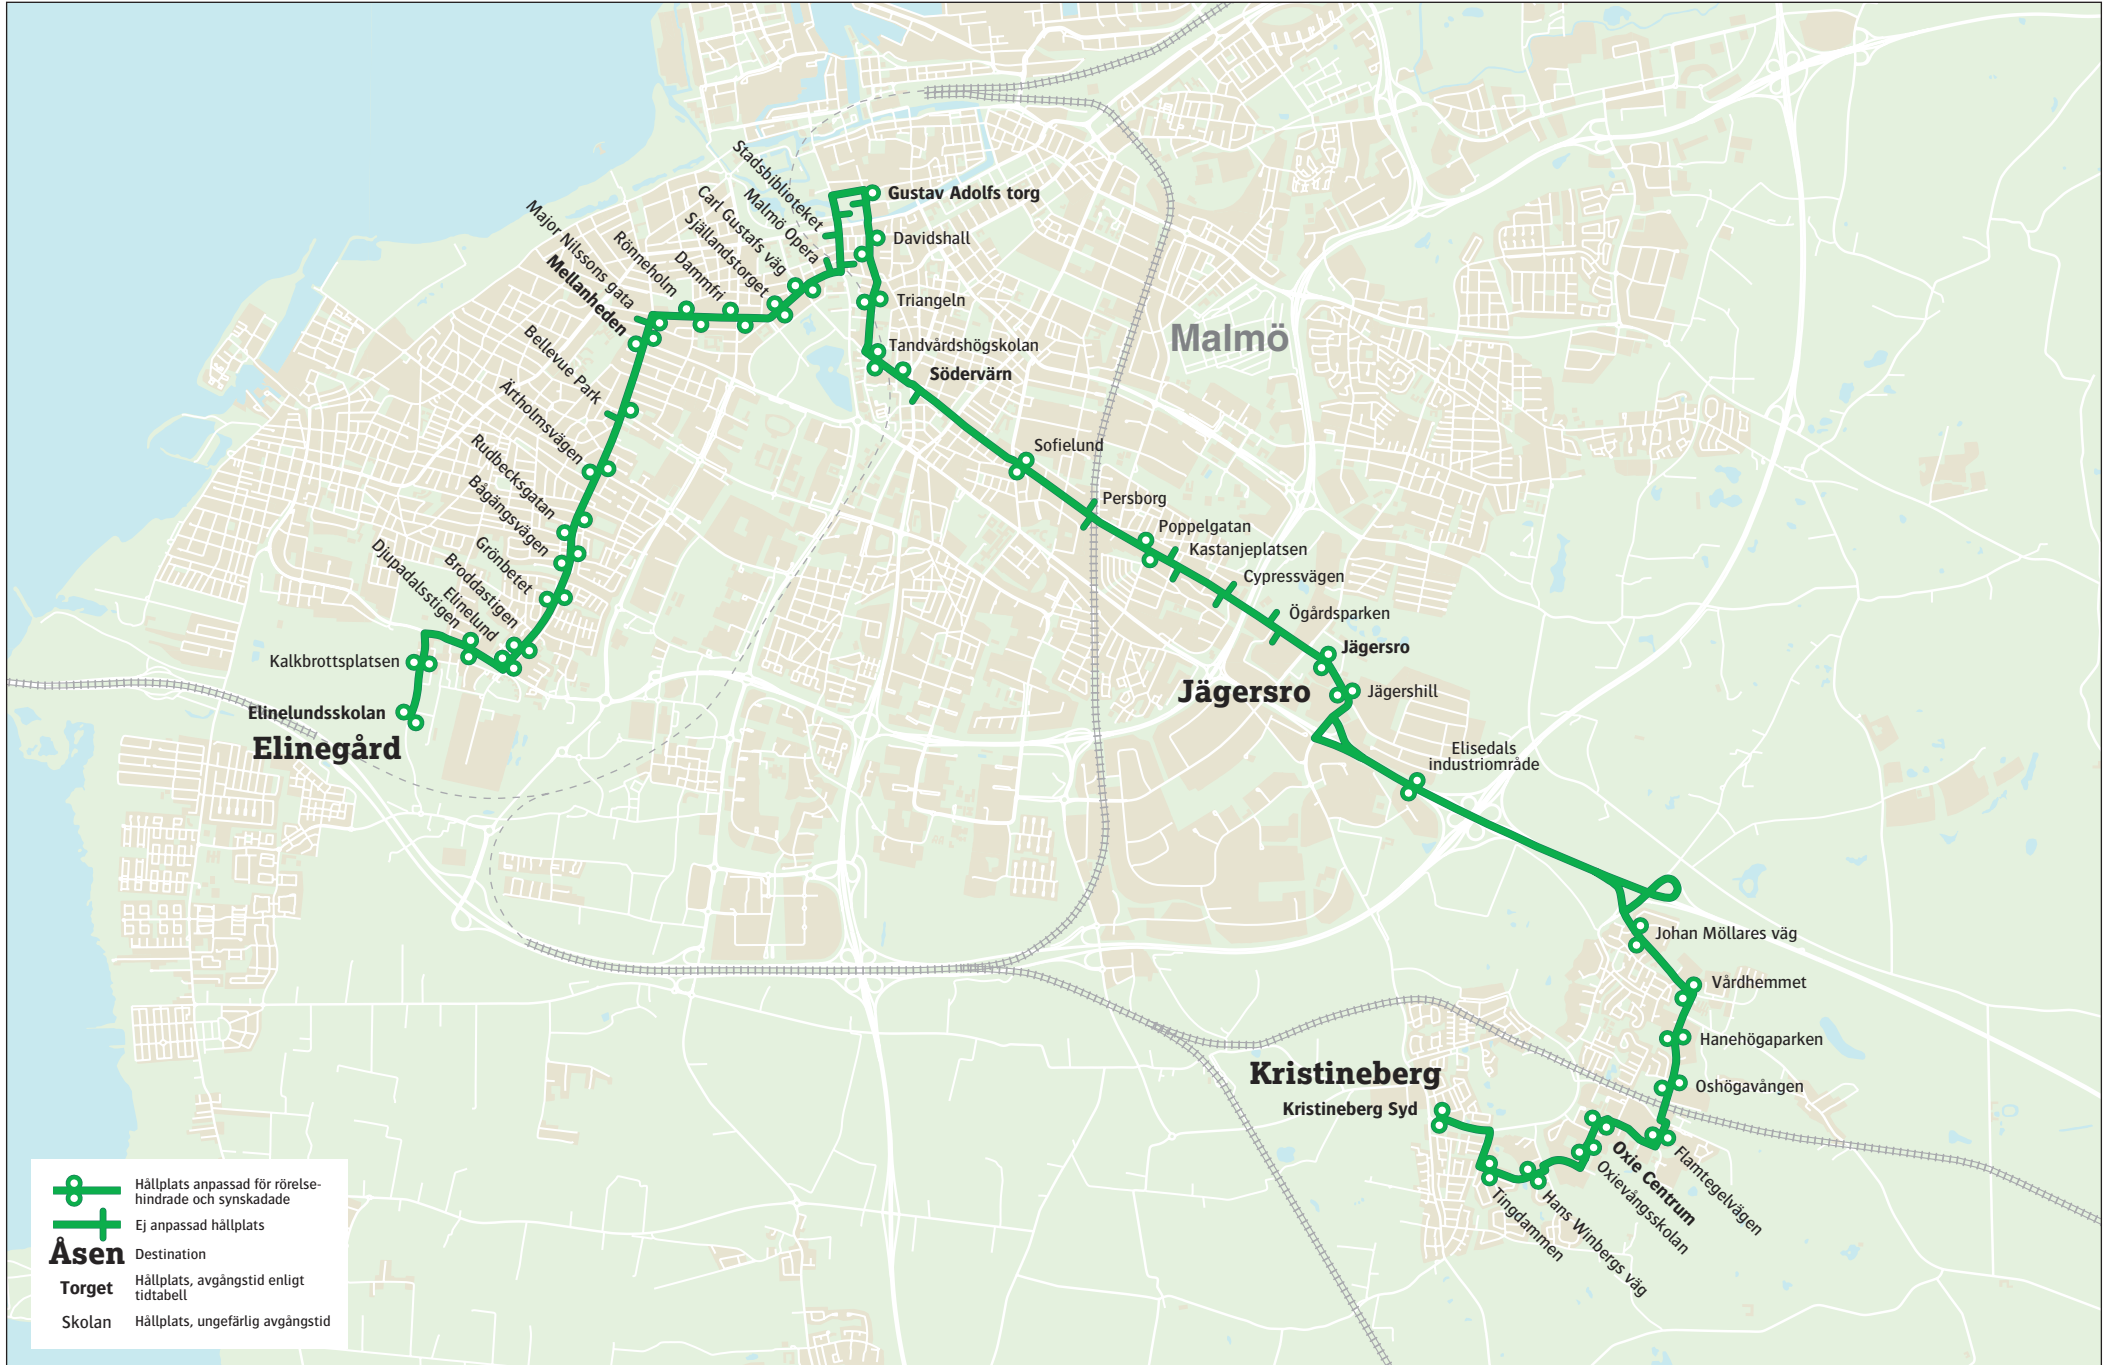 Stadsbiblioteket
Malmö Opera
Carl Gustafs väg
Själlandstorget
Dammfri
Rönneholm
Major Nilssons gata
Mellanheden
Bellevue Park
Ärtholmsvägen
Rudbecksgatan
Bågängsvägen
Grönbetet
Broddastigen
Elinelund
Djupadalsstigen
Kalkbrottsplatsen
Elinelundsskolan
Elinegård
Gustav Adolfs torg
Davidshall
Triangeln
Tandvårdshögskolan
Södervärn
Malmö
Sofielund
Persborg
Poppelgatan
Kastanjeplatsen
Cypressvägen
Ögårdsparken
Jägersro
Jägersro
Jägershill
Elisedals
industriområde
Johan Möllares väg
Vårdhemmet
Hanehögaparken
Oshögavången
Flamtegelvägen
Oxie Centrum
Oxievångsskolan
Hans Winbergs väg
Tingdammen
Kristineberg
Kristineberg Syd
Hållplats anpassad för rörelse-
hindrade och synskadade
Ej anpassad hållplats
Åsen Destination
Torget Hållplats, avgångstid enligt
tidtabell
Skolan Hållplats, ungefärlig avgångstid